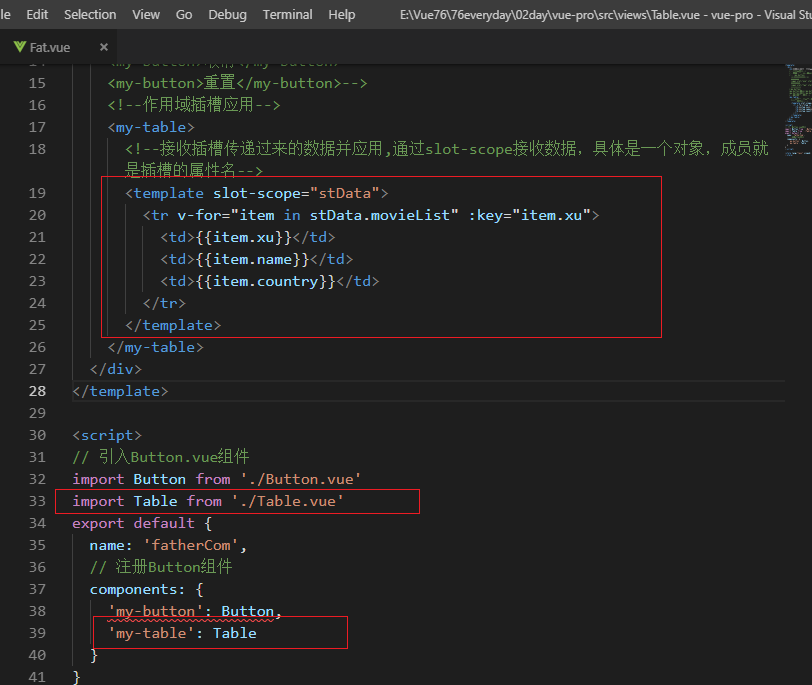 le Edit Selection View Go Debug Terminal Help E:\Vue76\76everyday\02day\vue-pro\src\views\Table.vue - vue-pro - Visual Stu
Fat.vue ×
14 <my-button>取消</my-button>
15 <my-button>重置</my-button>-->
16 <!--作用域插槽应用-->
17 <my-table>
18 <!--接收插槽传递过来的数据并应用,通过slot-scope接收数据，具体是一个对象，成员就
是插槽的属性名-->
19 <template slot-scope="stData">
20 <tr v-for="item in stData.movieList" :key="item.xu">
21 <td>{{item.xu}}</td>
22 <td>{{item.name}}</td>
23 <td>{{item.country}}</td>
24 </tr>
25 </template>
26 </my-table>
27 </div>
28 </template>
29
30 <script>
31 // 引入Button.vue组件
32 import Button from './Button.vue'
33 import Table from './Table.vue'
34 export default {
35 name: 'fatherCom',
36 // 注册Button组件
37 components: {
38 'my-button': Button,
39 'my-table': Table
40 }
41 }